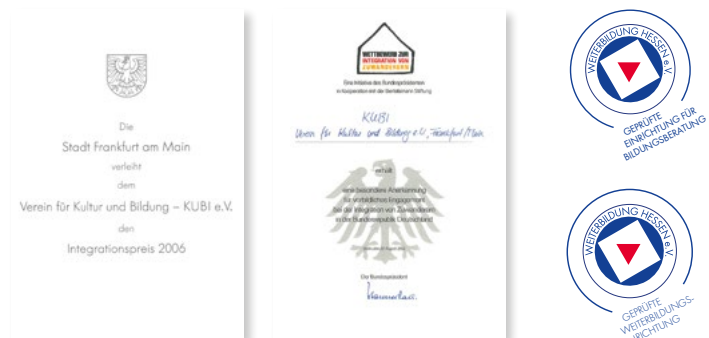 Die
Stadt Frankfurt am Main
verleiht
dem
Verein für Kultur und Bildung – KUBI e.V.
den
Integrationspreis 2006
WETTBEWERB ZUR
INTEGRATION VON
ZUWANDERERN
Eine Initiative des Bundespräsidenten
in Kooperation mit der Bertelsmann Stiftung
KUBI
Verein für Kultur und Bildung e.V., Frankfurt/Main
erhält
eine besondere Anerkennung
für vorbildliches Engagement
bei der Integration von Zuwanderern
in der Bundesrepublik Deutschland
Der Bundespräsident
WEITERBILDUNG HESSEN e.V.
GEPRÜFTE
EINRICHTUNG FÜR
BILDUNGSBERATUNG
WEITERBILDUNG HESSEN e.V.
GEPRÜFTE
WEITERBILDUNGS-